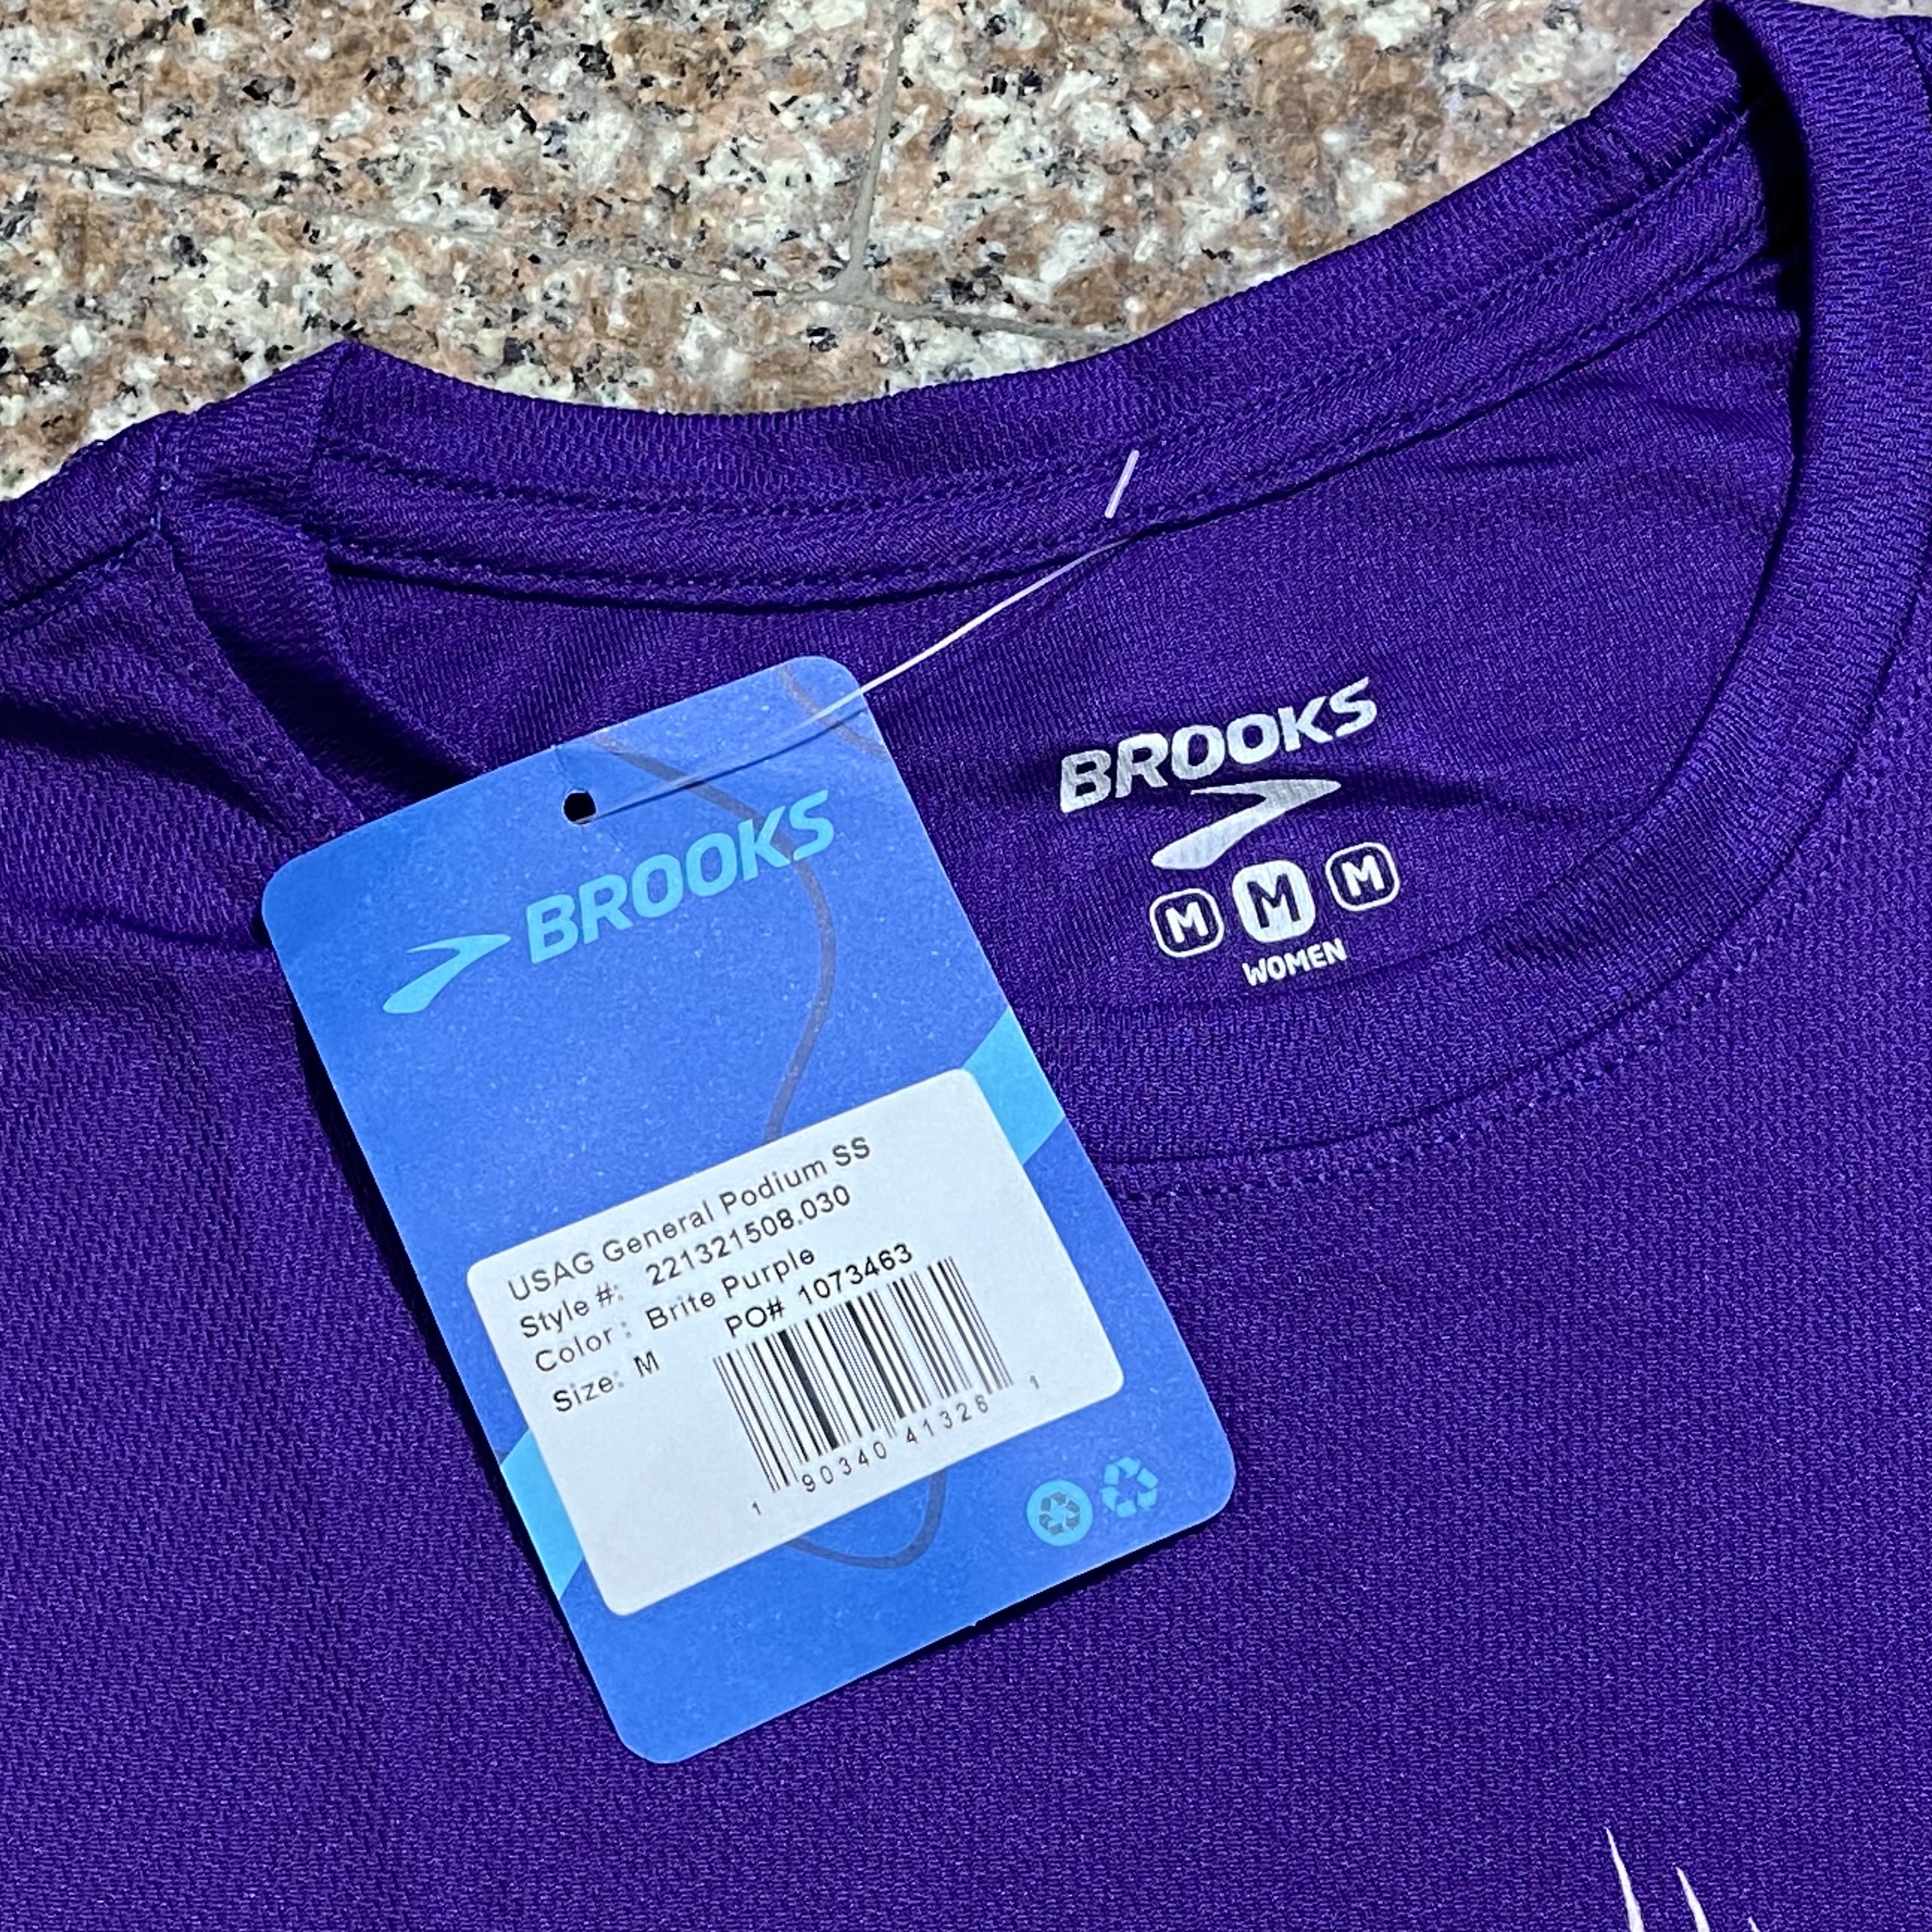 BROOKS
M M M
WOMEN
BROOKS
USAG General Podium SS
Style #: 221321508.030
Color: Brite Purple
PO# 1073463
Size: M
1 90340 41326 1